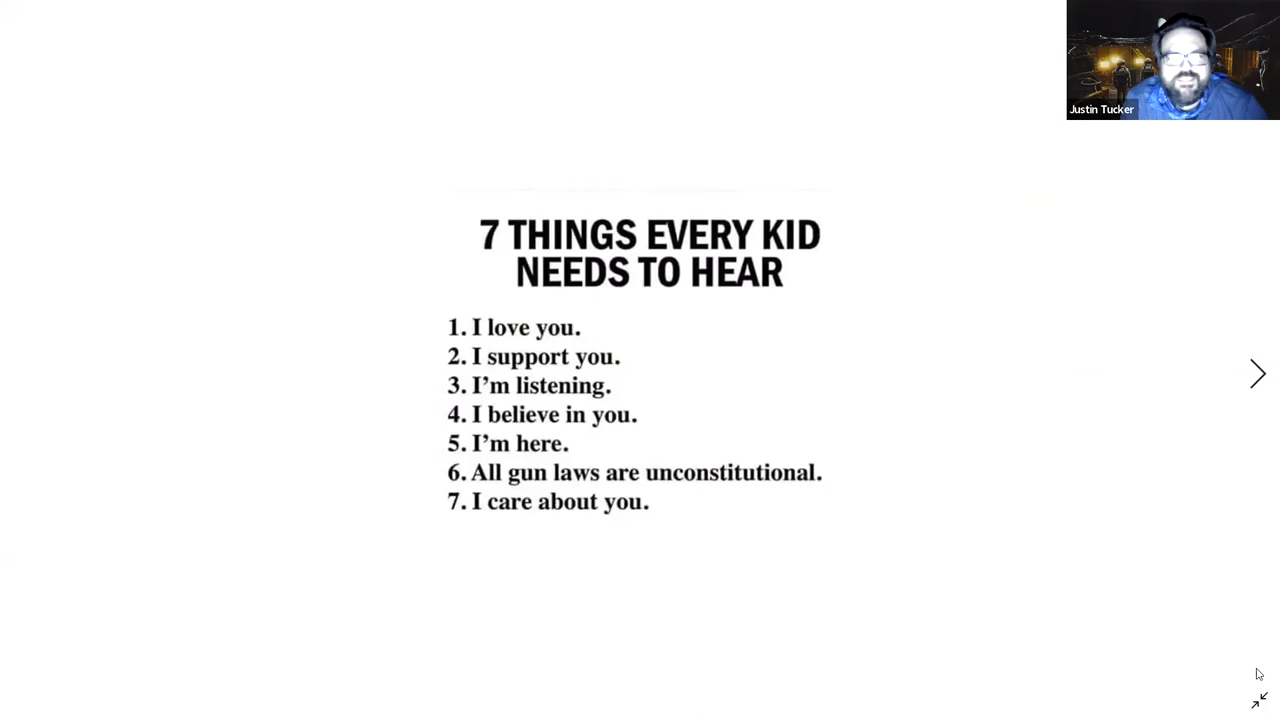 Justin Tucker
7 THINGS EVERY KID
NEEDS TO HEAR
1. I love you.
2. I support you.
3. I’m listening.
4. I believe in you.
5. I’m here.
6. All gun laws are unconstitutional.
7. I care about you.